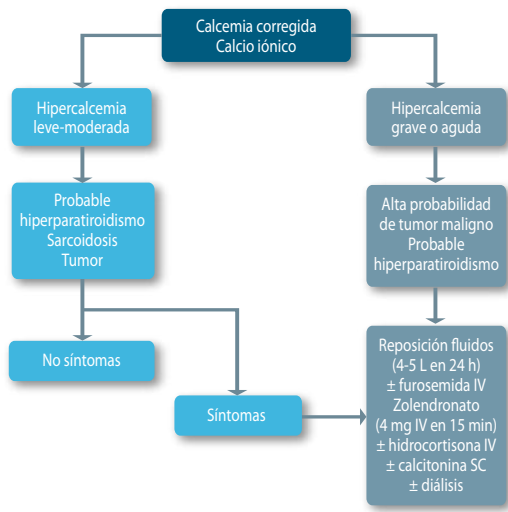 Calcemia corregida
Calcio iónico
Hipercalcemia
leve-moderada
Hipercalcemia
grave o aguda
Probable
hiperparatiroidismo
Sarcoidosis
Tumor
Alta probabilidad
de tumor maligno
Probable
hiperparatiroidismo
No síntomas
Síntomas
Reposición fluidos
(4-5 L en 24 h)
± furosemida IV
Zolendronato
(4 mg IV en 15 min)
± hidrocortisona IV
± calcitonina SC
± diálisis